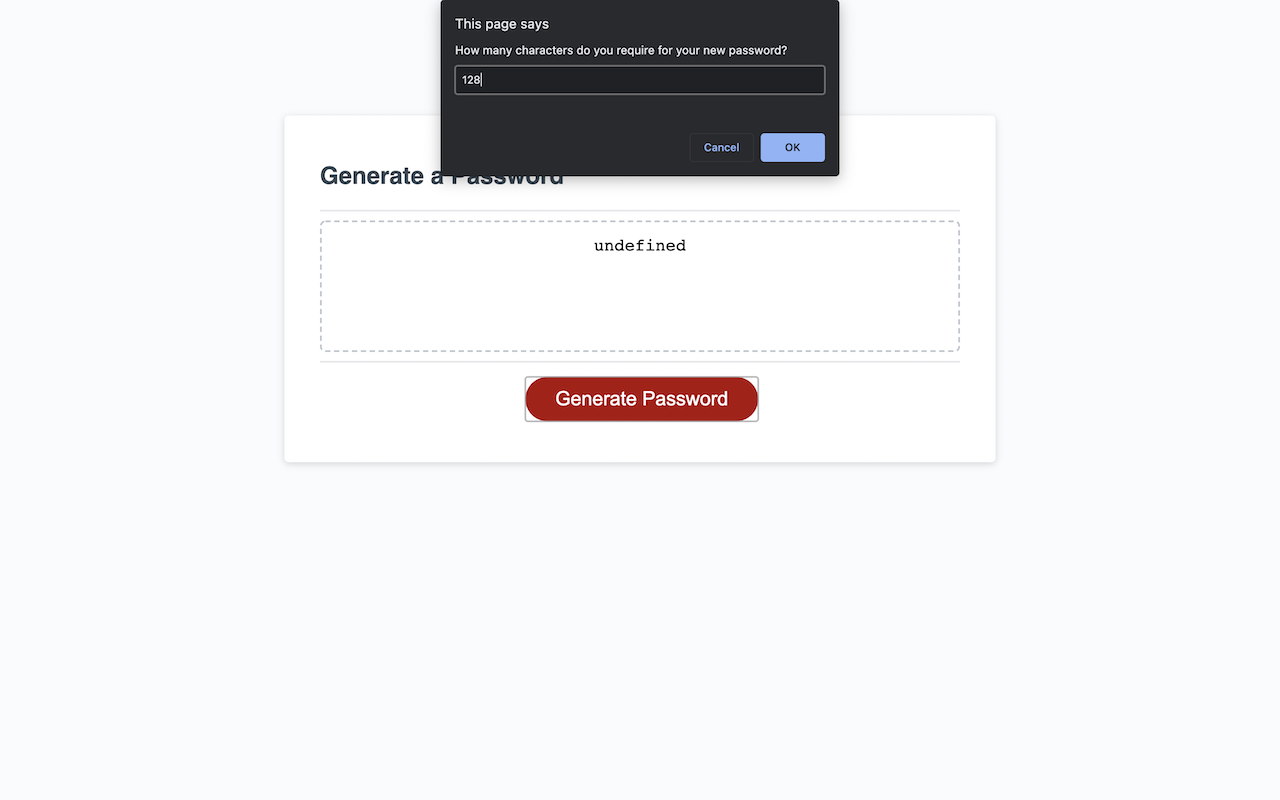 This page says
How many characters do you require for your new password?
128
Cancel
OK
Generate a Password
undefined
Generate Password